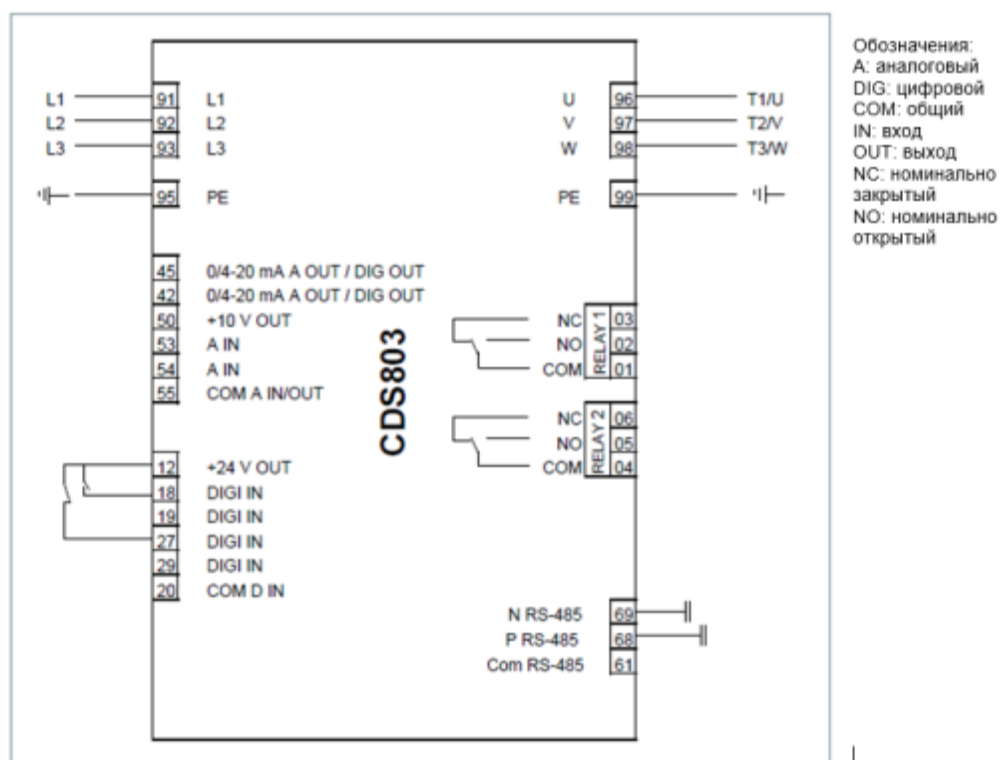 L1 91 L1 U 96 T1/U
L2 92 L2 V 97 T2/V
L3 93 L3 W 98 T3/W
95 PE PE 99
45 0/4-20 mA A OUT / DIG OUT
42 0/4-20 mA A OUT / DIG OUT
50 +10 V OUT
53 A IN
54 A IN
55 COM A IN/OUT
CDS803
NC 03
NO 02
COM 01
RELAY 1
NC 06
NO 05
COM 04
RELAY 2
12 +24 V OUT
18 DIGI IN
19 DIGI IN
27 DIGI IN
29 DIGI IN
20 COM D IN
N RS-485 69
P RS-485 68
Com RS-485 61
Обозначения:
A: аналоговый
DIG: цифровой
COM: общий
IN: вход
OUT: выход
NC: номинально
закрытый
NO: номинально
открытый